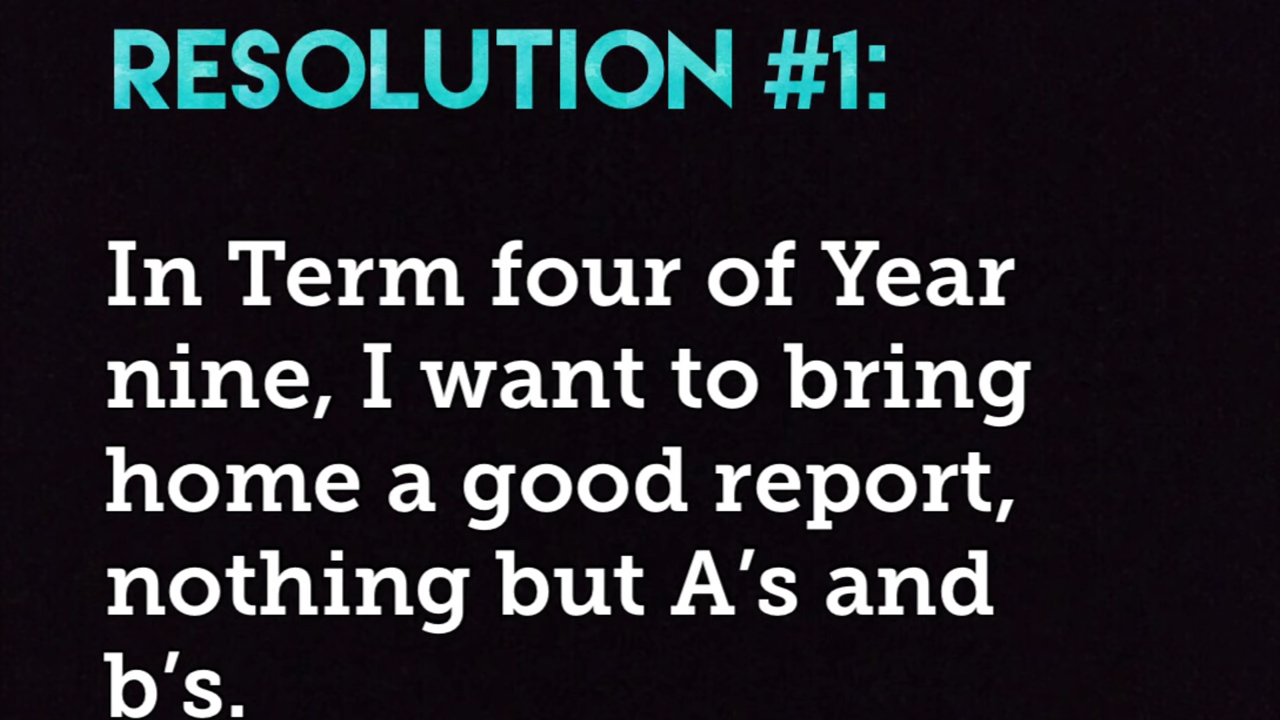 RESOLUTION #1:
In Term four of Year
nine, I want to bring
home a good report,
nothing but A’s and
b’s.